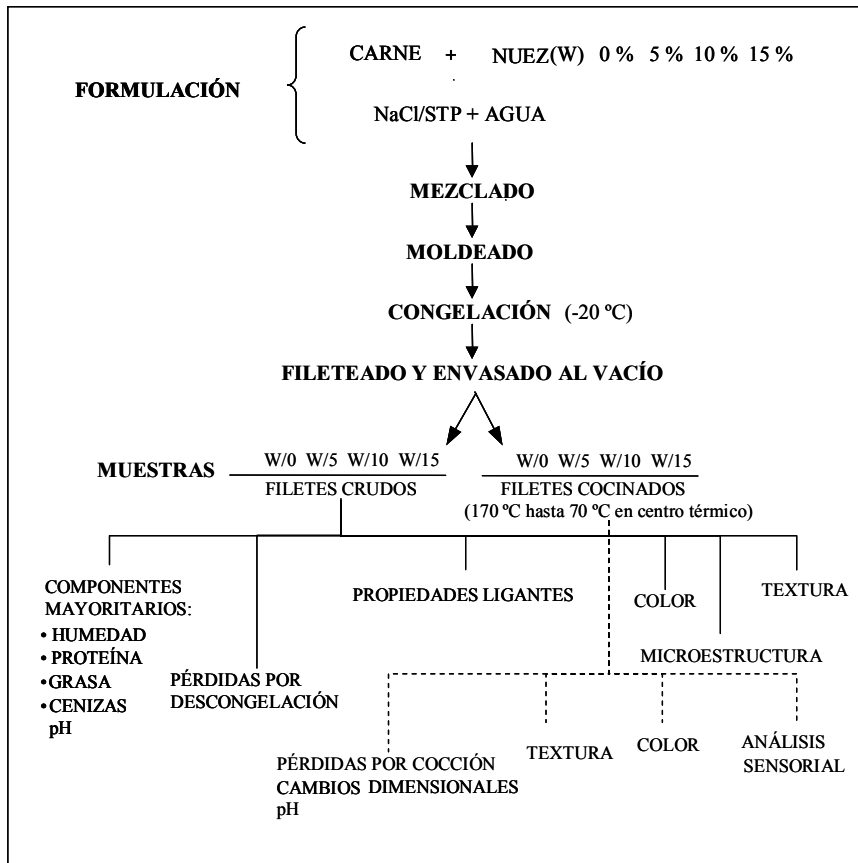 CARNE + NUEZ(W) 0 % 5 % 10 % 15 %
FORMULACIÓN
NaCl/STP + AGUA
MEZCLADO
MOLDEADO
CONGELACIÓN (-20 ºC)
FILETEADO Y ENVASADO AL VACÍO
MUESTRAS
W/0 W/5 W/10 W/15
FILETES CRUDOS
W/0 W/5 W/10 W/15
FILETES COCINADOS
(170 ºC hasta 70 ºC en centro térmico)
COMPONENTES
MAYORITARIOS:
• HUMEDAD
• PROTEÍNA
• GRASA
• CENIZAS
pH
PÉRDIDAS POR
DESCONGELACIÓN
PROPIEDADES LIGANTES
COLOR
MICROESTRUCTURA
TEXTURA
PÉRDIDAS POR COCCIÓN
CAMBIOS DIMENSIONALES
pH
TEXTURA
COLOR
ANÁLISIS
SENSORIAL